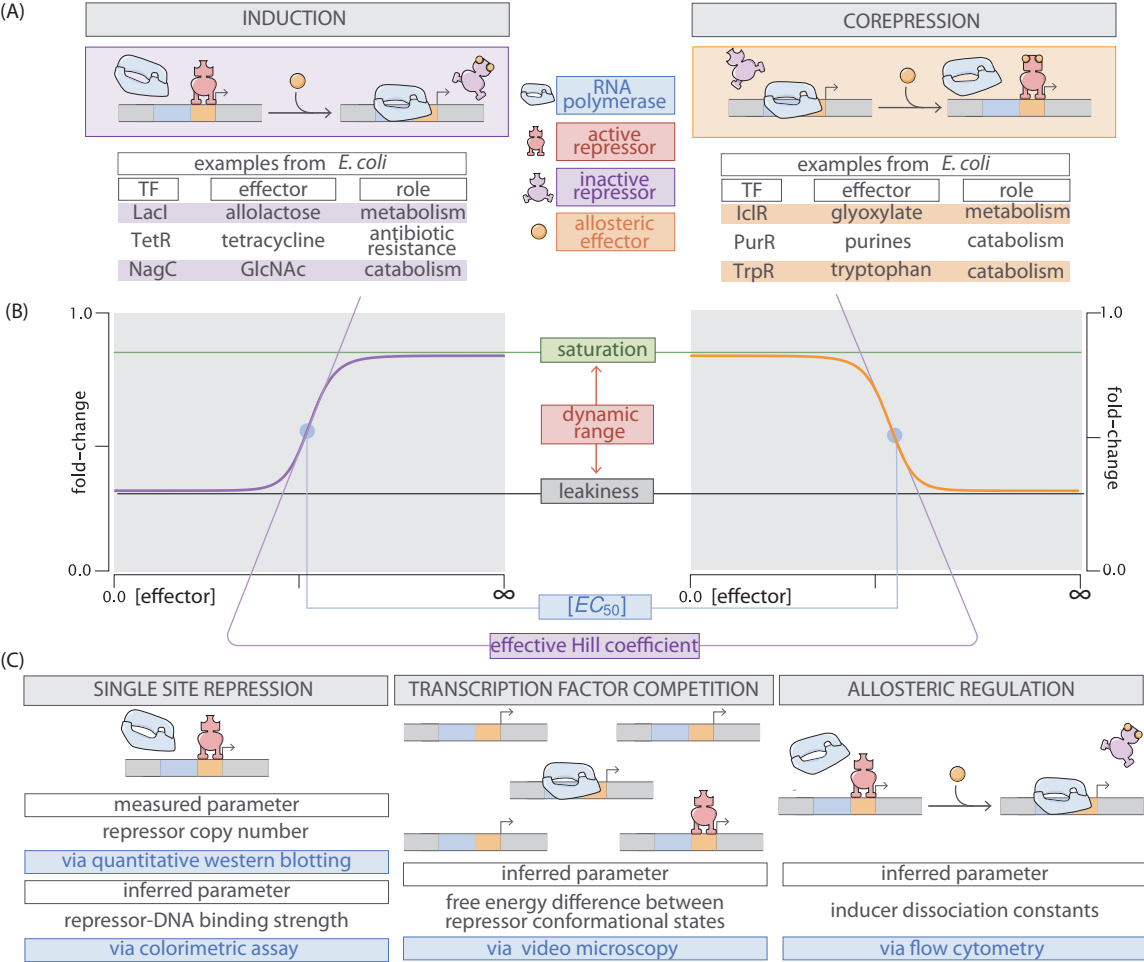 (A)
INDUCTION
COREPRESSION
RNA
polymerase
active
repressor
inactive
repressor
allosteric
effector
examples from E. coli
TF effector role
LacI allolactose metabolism
TetR tetracycline antibiotic
resistance
NagC GlcNAc catabolism
examples from E. coli
TF effector role
IclR glyoxylate metabolism
PurR purines catabolism
TrpR tryptophan catabolism
(B)
1.0
fold-change
0.0
0.0 [effector] ∞
saturation
dynamic
range
leakiness
1.0
fold-change
0.0
0.0 [effector] ∞
[EC50]
effective Hill coefficient
(C)
SINGLE SITE REPRESSION
measured parameter
repressor copy number
via quantitative western blotting
inferred parameter
repressor-DNA binding strength
via colorimetric assay
TRANSCRIPTION FACTOR COMPETITION
inferred parameter
free energy difference between
repressor conformational states
via video microscopy
ALLOSTERIC REGULATION
inferred parameter
inducer dissociation constants
via flow cytometry